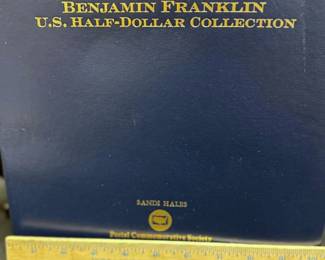 BENJAMIN FRANKLIN
U.S. HALF-DOLLAR COLLECTION
SANDI HALES
Postal Commemorative Society